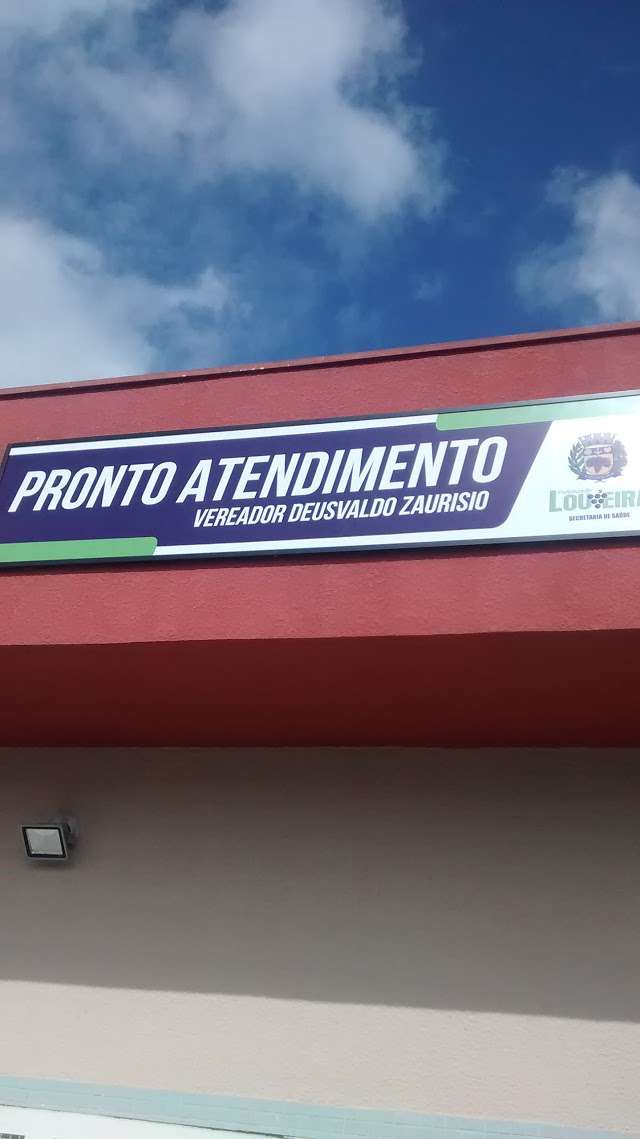 PRONTO ATENDIMENTO
VEREADOR DEUSVALDO ZAURISIO
LOUVEIRA
SECRETARIA DE SAÚDE